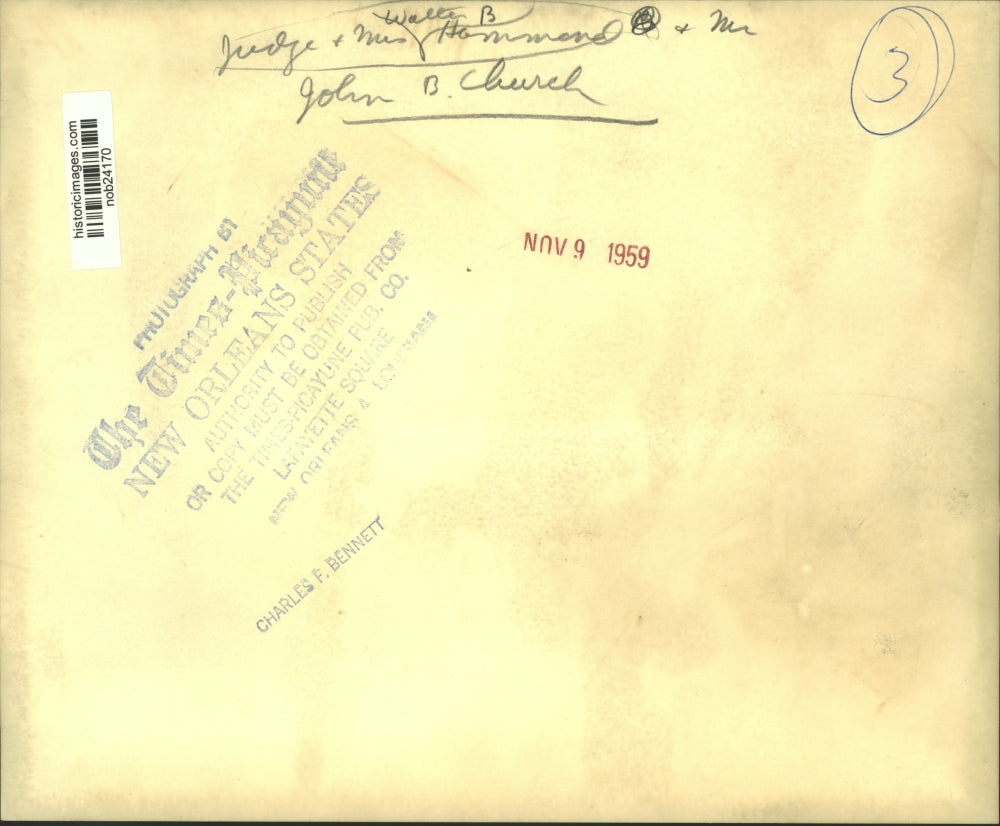 Walter B
Judge + Mrs Hammond + Mr
John B. Church
3
historicimages.com
nob24170
NOV 9 1959
PHOTOGRAPH BY
The Times-Picayune
NEW ORLEANS STATES
AUTHORITY TO PUBLISH
OR COPY MUST BE OBTAINED FROM
THE TIMES-PICAYUNE PUB. CO.
LAFAYETTE SQUARE
NEW ORLEANS, LOUISIANA
CHARLES F. BENNETT